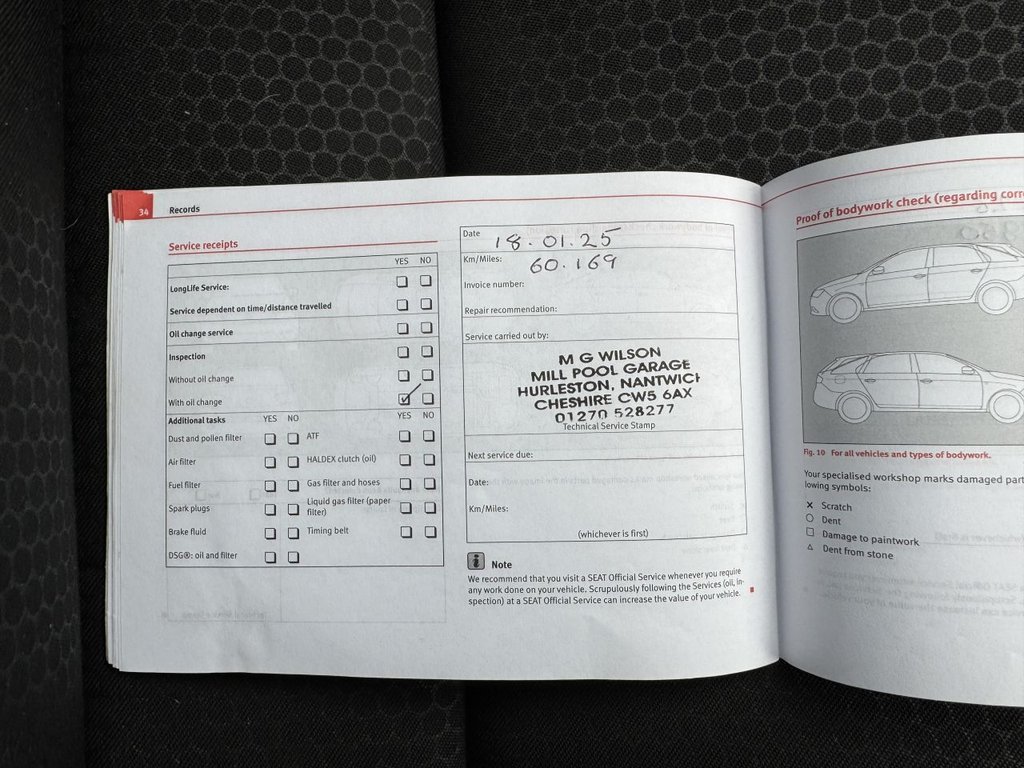 34 Records
Service receipts
YES NO
LongLife Service:
Service dependent on time/distance travelled
Oil change service
Inspection
Without oil change
With oil change
Additional tasks YES NO YES NO
Dust and pollen filter ATF
Air filter HALDEX clutch (oil)
Fuel filter Gas filter and hoses
Spark plugs Liquid gas filter (paper
filter)
Brake fluid Timing belt
DSG®: oil and filter
Date 18.01.25
Km/Miles: 60.169
Invoice number:
Repair recommendation:
Service carried out by:
M G WILSON
MILL POOL GARAGE
HURLESTON, NANTWICH
CHESHIRE CW5 6AX
01270 528277
Technical Service Stamp
Next service due:
Date:
Km/Miles:
(whichever is first)
i Note
We recommend that you visit a SEAT Official Service whenever you require
any work done on your vehicle. Scrupulously following the Services (oil, in-
spection) at a SEAT Official Service can increase the value of your vehicle.
Proof of bodywork check (regarding corr
Fig. 10 For all vehicles and types of bodywork.
Your specialised workshop marks damaged part
lowing symbols:
× Scratch
○ Dent
□ Damage to paintwork
△ Dent from stone